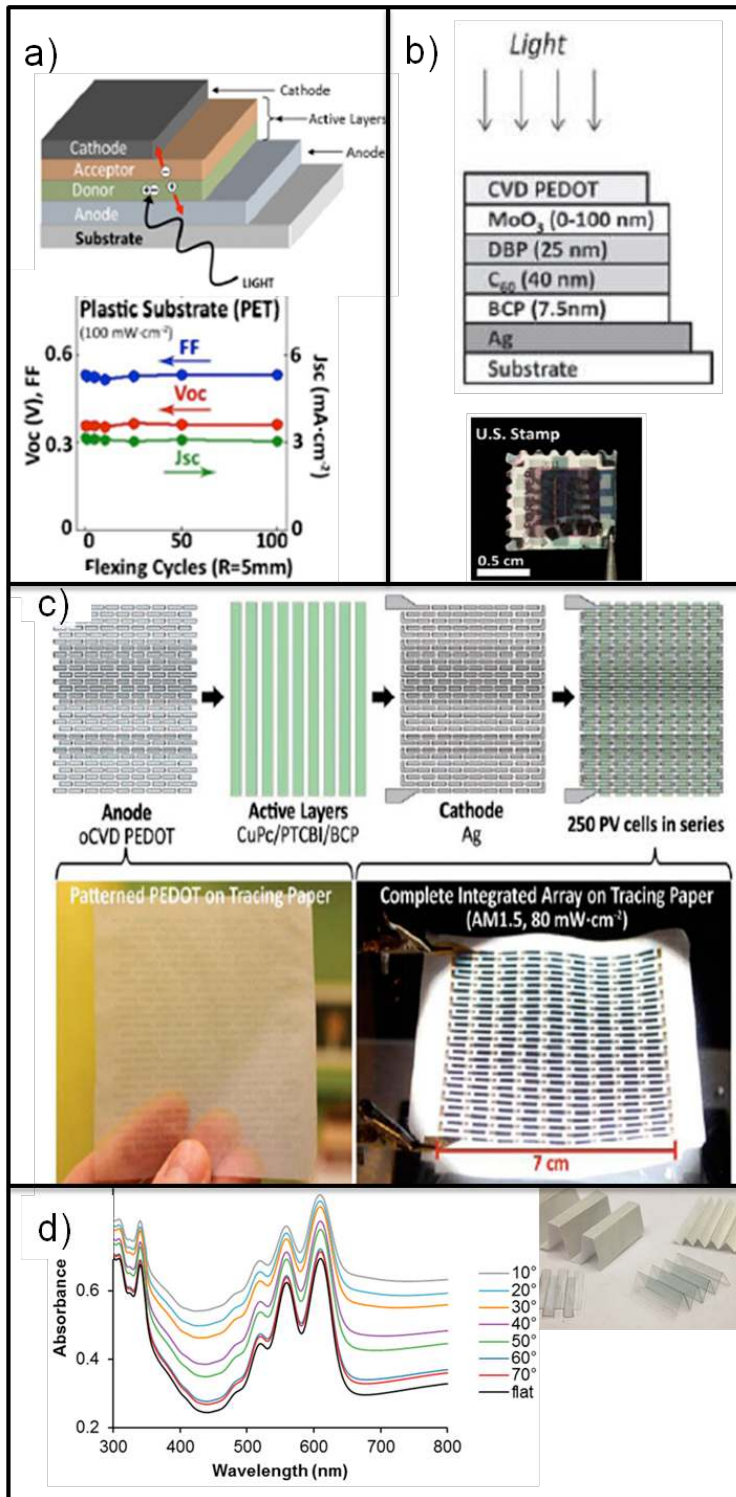 a)
Cathode
Active Layers
Anode
Cathode
Acceptor
Donor
Anode
Substrate
LIGHT
Plastic Substrate (PET)
(100 mW·cm⁻²)
FF
Voc
Jsc
Voc (V), FF
0.6
0.3
0
Jsc (mA·cm⁻²)
6
3
0
0
50
100
Flexing Cycles (R=5mm)
b)
Light
CVD PEDOT
MoO₃ (0-100 nm)
DBP (25 nm)
C₆₀ (40 nm)
BCP (7.5nm)
Ag
Substrate
U.S. Stamp
0.5 cm
c)
Anode
oCVD PEDOT
Active Layers
CuPc/PTCBI/BCP
Cathode
Ag
250 PV cells in series
Patterned PEDOT on Tracing Paper
Complete Integrated Array on Tracing Paper
(AM1.5, 80 mW·cm⁻²)
7 cm
d)
Absorbance
0.6
0.4
0.2
300
400
500
600
700
800
Wavelength (nm)
10°
20°
30°
40°
50°
60°
70°
flat